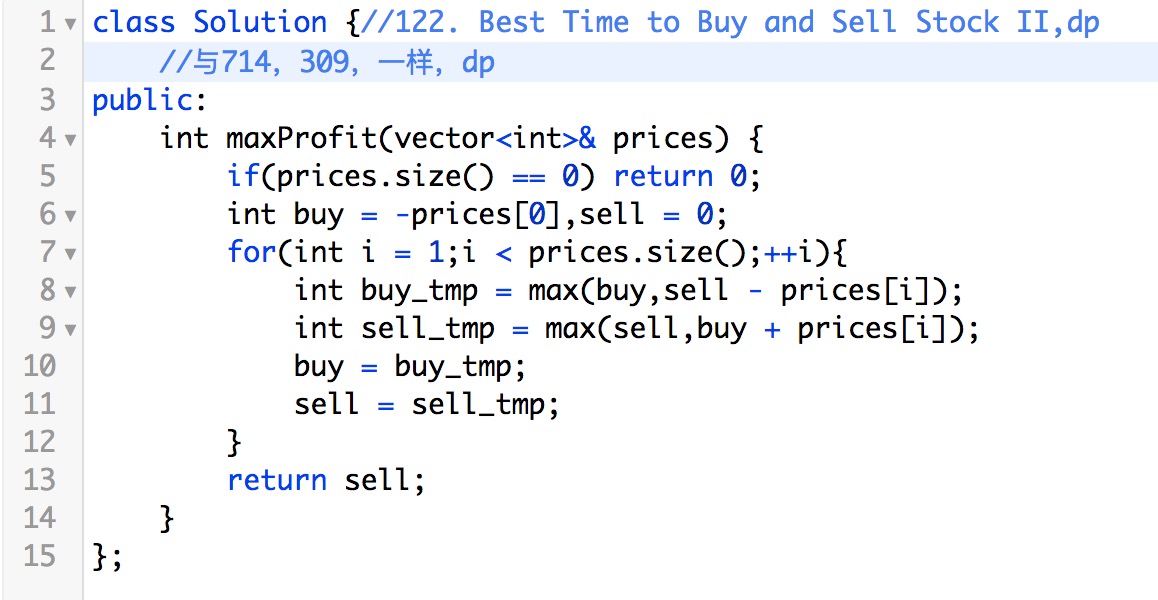 1 class Solution {//122. Best Time to Buy and Sell Stock II,dp
2     //与714，309，一样，dp
3 public:
4     int maxProfit(vector<int>& prices) {
5         if(prices.size() == 0) return 0;
6         int buy = -prices[0],sell = 0;
7         for(int i = 1;i < prices.size();++i){
8             int buy_tmp = max(buy,sell - prices[i]);
9             int sell_tmp = max(sell,buy + prices[i]);
10             buy = buy_tmp;
11             sell = sell_tmp;
12         }
13         return sell;
14     }
15 };